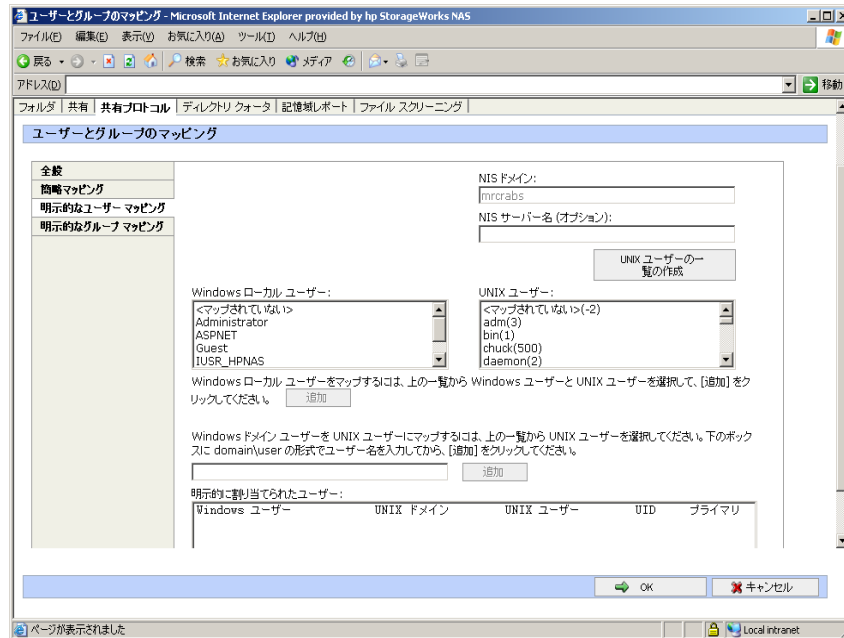 ユーザーとグループのマッピング - Microsoft Internet Explorer provided by hp StorageWorks NAS
ファイル(F) 編集(E) 表示(V) お気に入り(A) ツール(T) ヘルプ(H)
戻る 検索 お気に入り メディア
アドレス(D) 移動
フォルダ 共有 共有プロトコル ディレクトリ クォータ 記憶域レポート ファイル スクリーニング
ユーザーとグループのマッピング
全般
簡略マッピング
明示的なユーザー マッピング
明示的なグループ マッピング
NIS ドメイン:
mrcrabs
NIS サーバー名 (オプション):
UNIX ユーザーの一
覧の作成
Windows ローカル ユーザー:
<マップされていない>
Administrator
ASPNET
Guest
IUSR_HPNAS
UNIX ユーザー:
<マップされていない>(-2)
adm(3)
bin(1)
chuck(500)
daemon(2)
Windows ローカル ユーザーをマップするには、上の一覧から Windows ユーザーと UNIX ユーザーを選択して、[追加] をク
リックしてください。 追加
Windows ドメイン ユーザーを UNIX ユーザーにマップするには、上の一覧から UNIX ユーザーを選択してください。下のボック
スに domain\user の形式でユーザー名を入力してから、[追加] をクリックしてください。
追加
明示的に割り当てられたユーザー:
Windows ユーザー UNIX ドメイン UNIX ユーザー UID プライマリ
OK キャンセル
ページが表示されました Local intranet